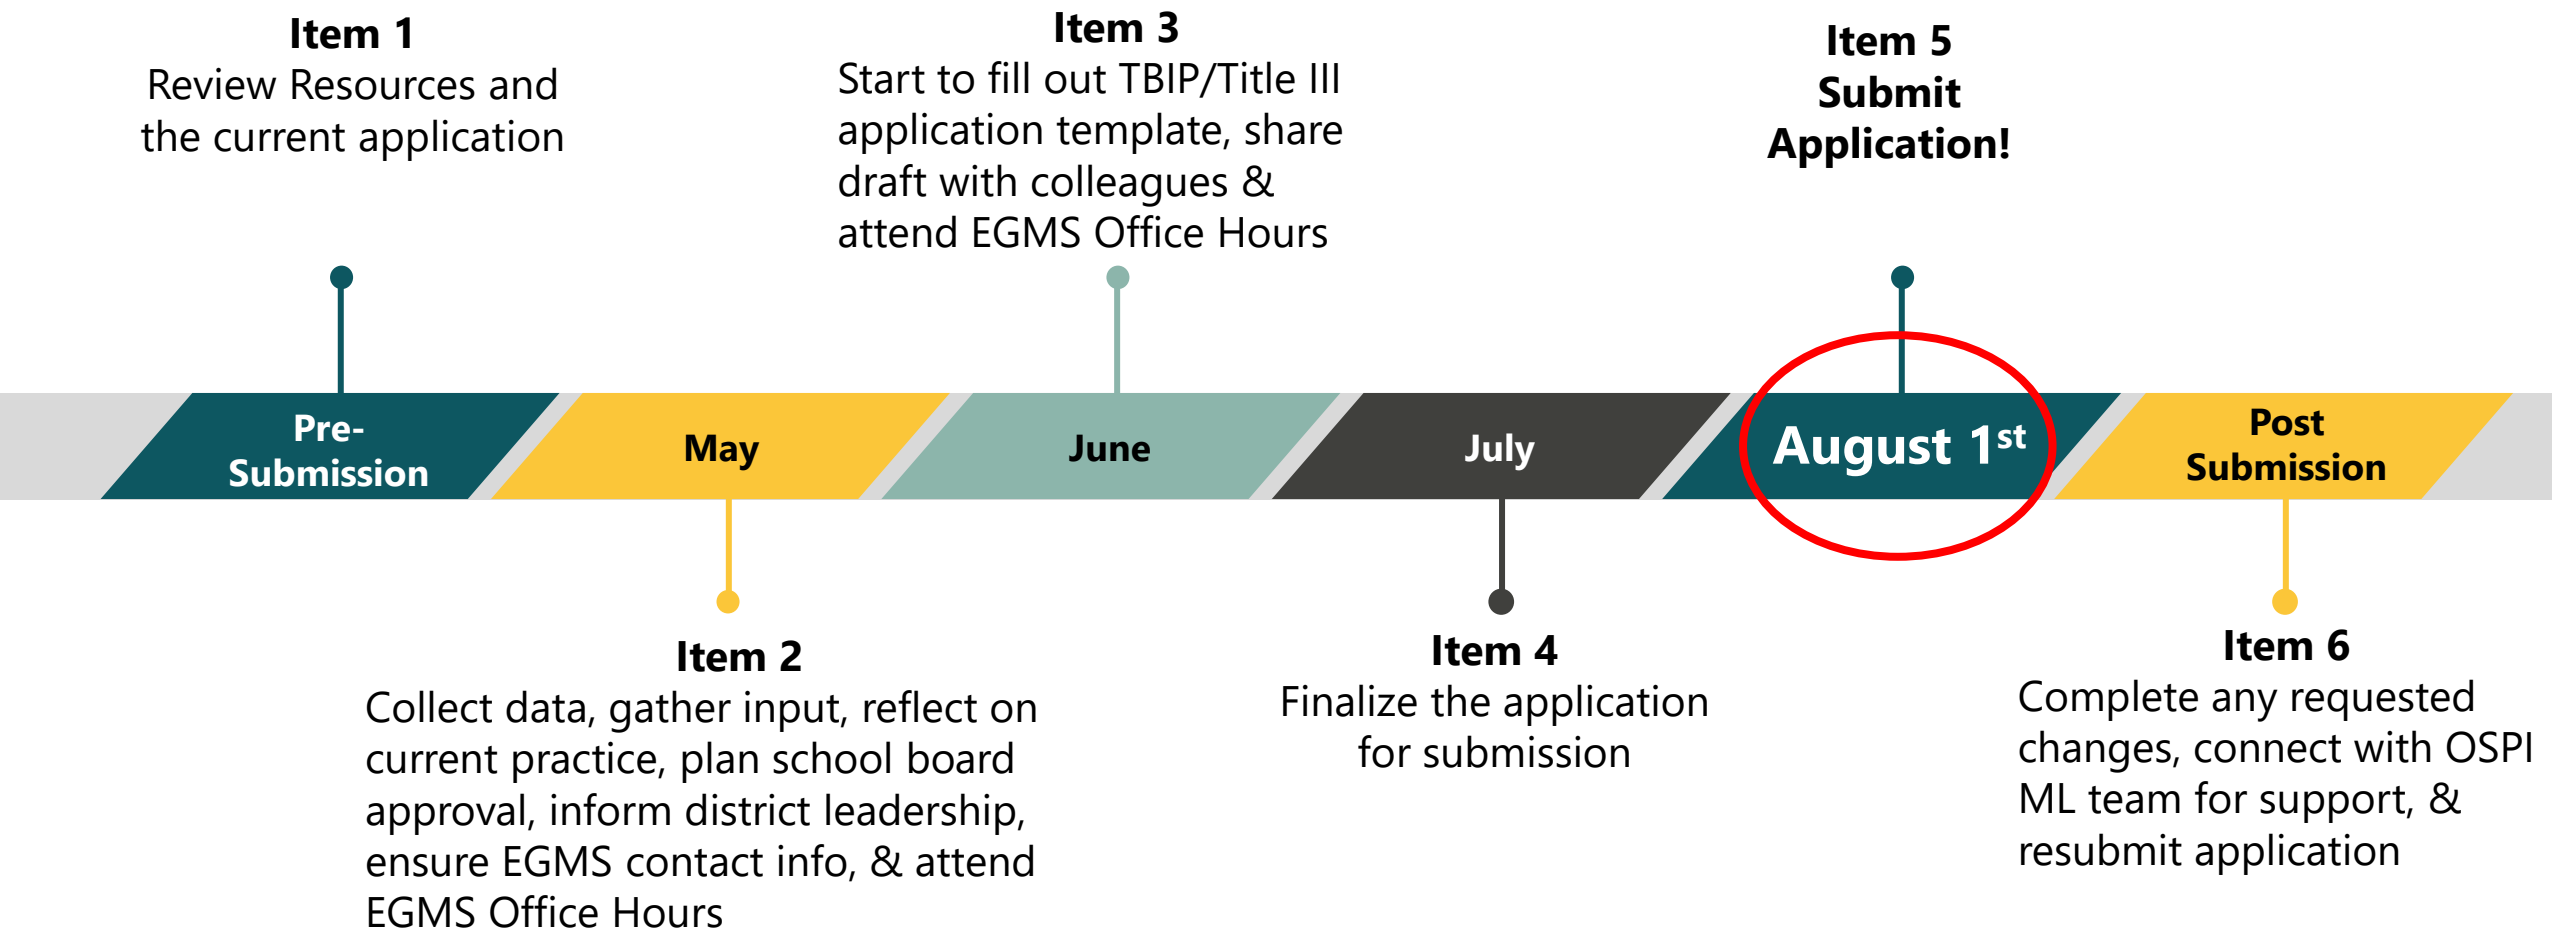 Item 1
Review Resources and
the current application
Item 3
Start to fill out TBIP/Title III
application template, share
draft with colleagues &
attend EGMS Office Hours
Item 5
Submit
Application!
Pre-
Submission
May
June
July
August 1st
Post
Submission
Item 2
Collect data, gather input, reflect on
current practice, plan school board
approval, inform district leadership,
ensure EGMS contact info, & attend
EGMS Office Hours
Item 4
Finalize the application
for submission
Item 6
Complete any requested
changes, connect with OSPI
ML team for support, &
resubmit application